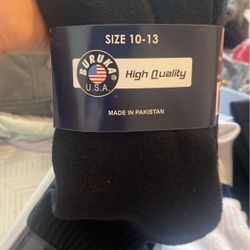 SIZE 10-13
BURUKA
U.S.A.
High Quality
MADE IN PAKISTAN